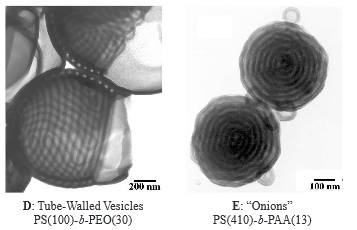 200 nm
100 nm
D: Tube-Walled Vesicles
PS(100)-b-PEO(30)
E: “Onions”
PS(410)-b-PAA(13)